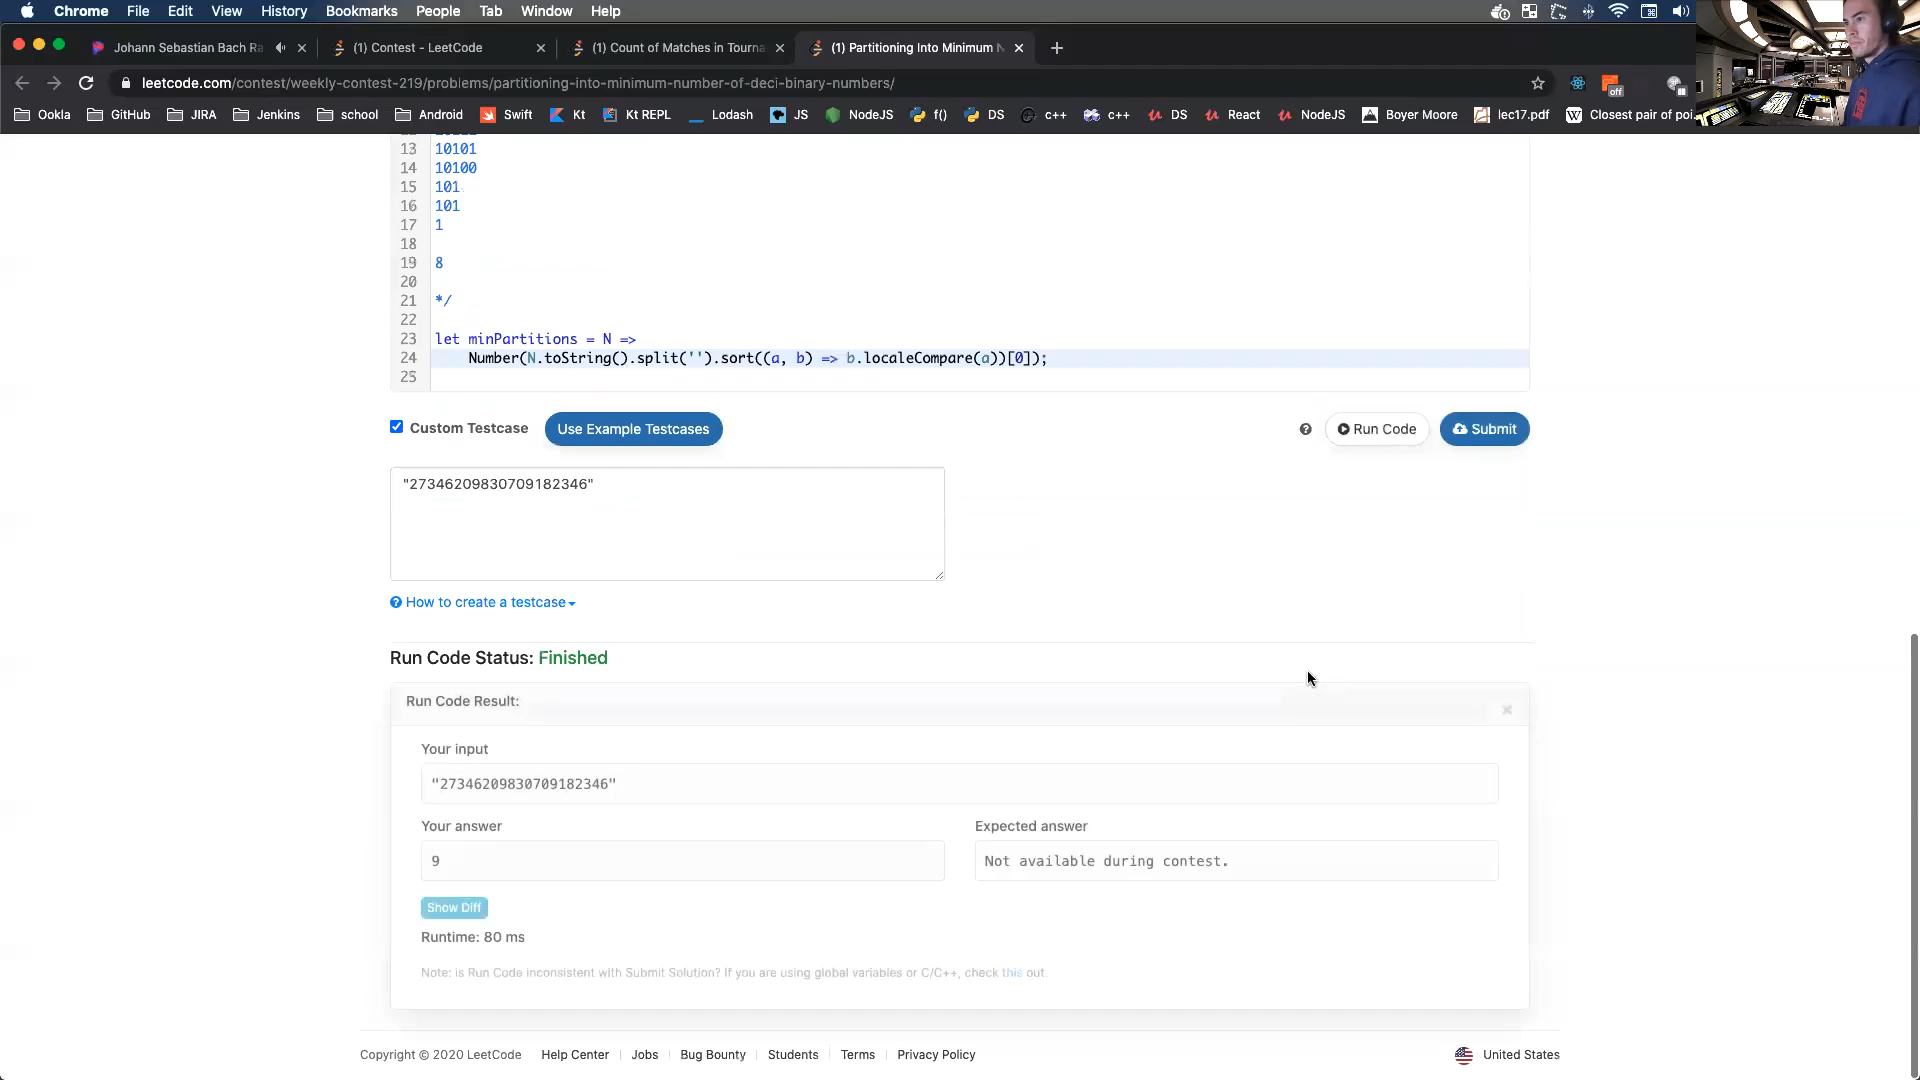 Chrome File Edit View History Bookmarks People Tab Window Help
Johann Sebastian Bach Ra
(1) Contest - LeetCode
(1) Count of Matches in Tourna
(1) Partitioning Into Minimum N
leetcode.com/contest/weekly-contest-219/problems/partitioning-into-minimum-number-of-deci-binary-numbers/
off
Ookla GitHub JIRA Jenkins school Android Swift Kt Kt REPL Lodash JS NodeJS f() DS c++ c++ DS React NodeJS Boyer Moore lec17.pdf Closest pair of poi
13 10101
14 10100
15 101
16 101
17 1
18
19 8
20
21 */
22
23 let minPartitions = N =>
24 Number(N.toString().split('').sort((a, b) => b.localeCompare(a))[0]);
25
Custom Testcase Use Example Testcases Run Code Submit
"27346209830709182346"
How to create a testcase
Run Code Status: Finished
Run Code Result:
Your input
"27346209830709182346"
Your answer Expected answer
9 Not available during contest.
Show Diff
Runtime: 80 ms
Note: is Run Code inconsistent with Submit Solution? If you are using global variables or C/C++, check this out.
Copyright © 2020 LeetCode Help Center Jobs Bug Bounty Students Terms Privacy Policy United States